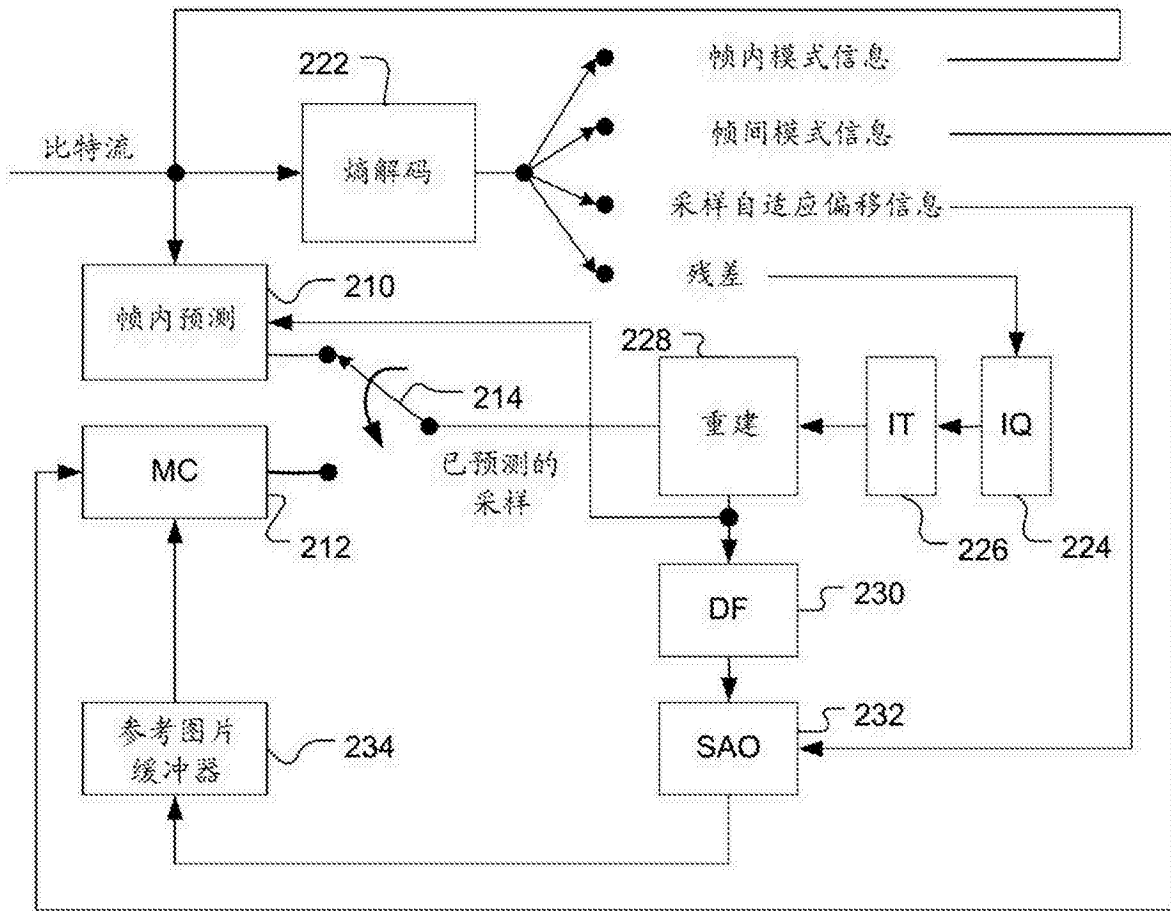 222
帧内模式信息
帧间模式信息
比特流
熵解码
采样自适应偏移信息
残差
210
帧内预测
228
214
重建
IT
IQ
已预测的
采样
MC
212
226
224
DF
230
参考图片
缓冲器
234
SAO
232